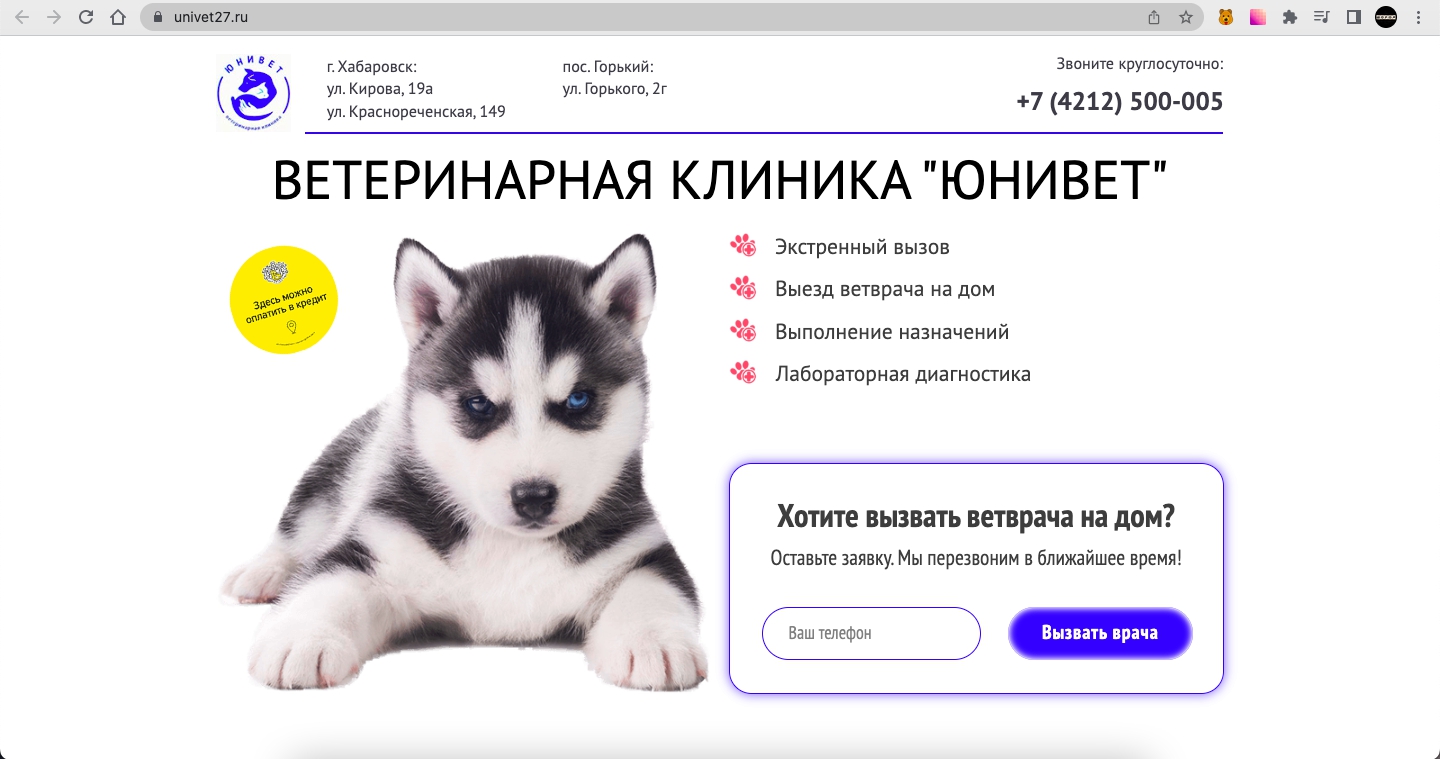 univet27.ru
ЮНИВЕТ
ветеринарная клиника
г. Хабаровск:
ул. Кирова, 19а
ул. Краснореченская, 149
пос. Горький:
ул. Горького, 2г
Звоните круглосуточно:
+7 (4212) 500-005
ВЕТЕРИНАРНАЯ КЛИНИКА "ЮНИВЕТ"
Здесь можно
оплатить в кредит
Экстренный вызов
Выезд ветврача на дом
Выполнение назначений
Лабораторная диагностика
Хотите вызвать ветврача на дом?
Оставьте заявку. Мы перезвоним в ближайшее время!
Ваш телефон
Вызвать врача